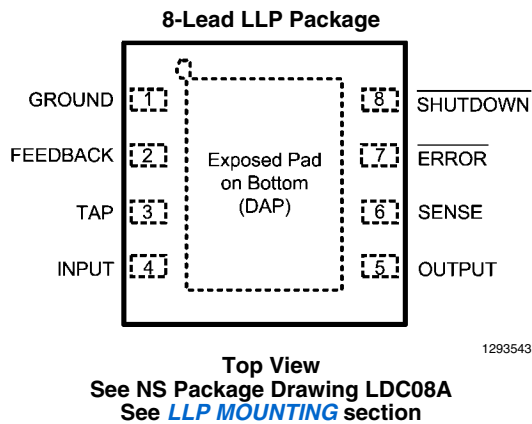 8-Lead LLP Package
GROUND 1
8 SHUTDOWN
FEEDBACK 2
7 ERROR
Exposed Pad
on Bottom
(DAP)
TAP 3
6 SENSE
INPUT 4
5 OUTPUT
1293543
Top View
See NS Package Drawing LDC08A
See LLP MOUNTING section